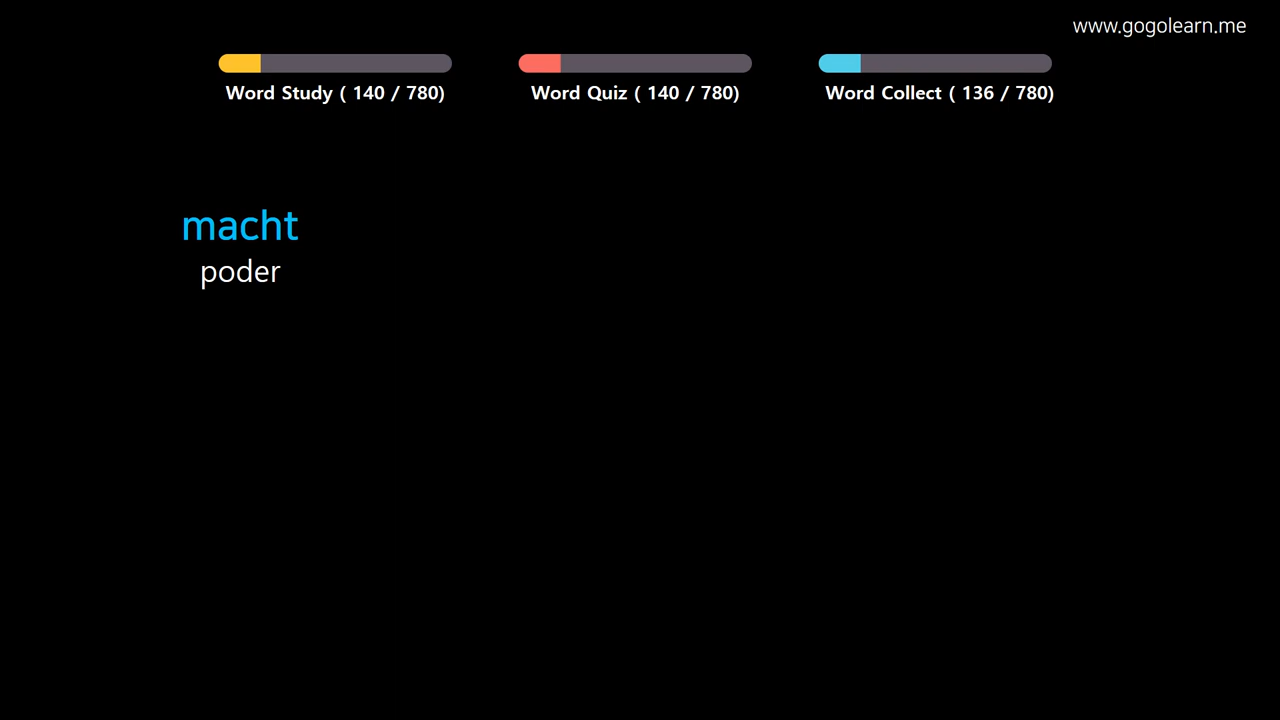 www.gogolearn.me
Word Study ( 140 / 780)
Word Quiz ( 140 / 780)
Word Collect ( 136 / 780)
macht
poder